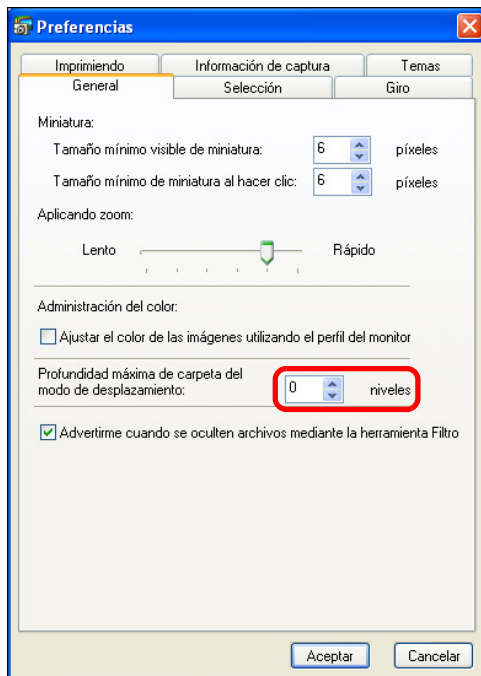 Preferencias
Imprimiendo Información de captura Temas
General Selección Giro
Miniatura:
Tamaño mínimo visible de miniatura: 6 píxeles
Tamaño mínimo de miniatura al hacer clic: 6 píxeles
Aplicando zoom:
Lento Rápido
Administración del color:
Ajustar el color de las imágenes utilizando el perfil del monitor
Profundidad máxima de carpeta del
modo de desplazamiento: 0 niveles
Advertirme cuando se oculten archivos mediante la herramienta Filtro
Aceptar Cancelar